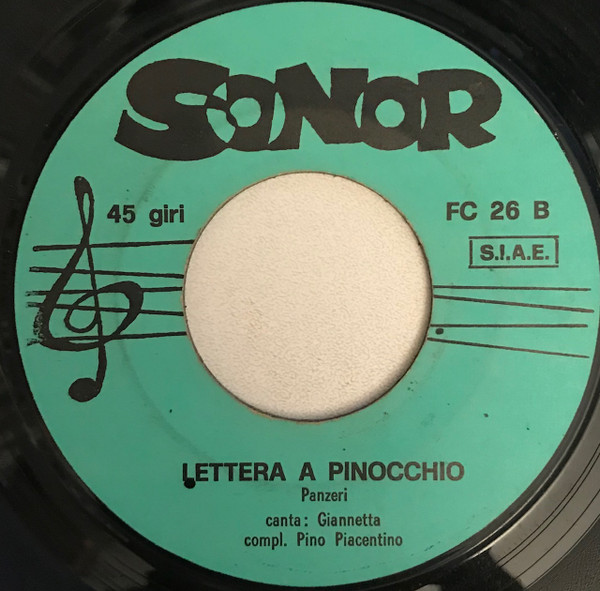 SONOR
45 giri
FC 26 B
S.I.A.E.
LETTERA A PINOCCHIO
Panzeri
canta: Giannetta
compl. Pino Piacentino